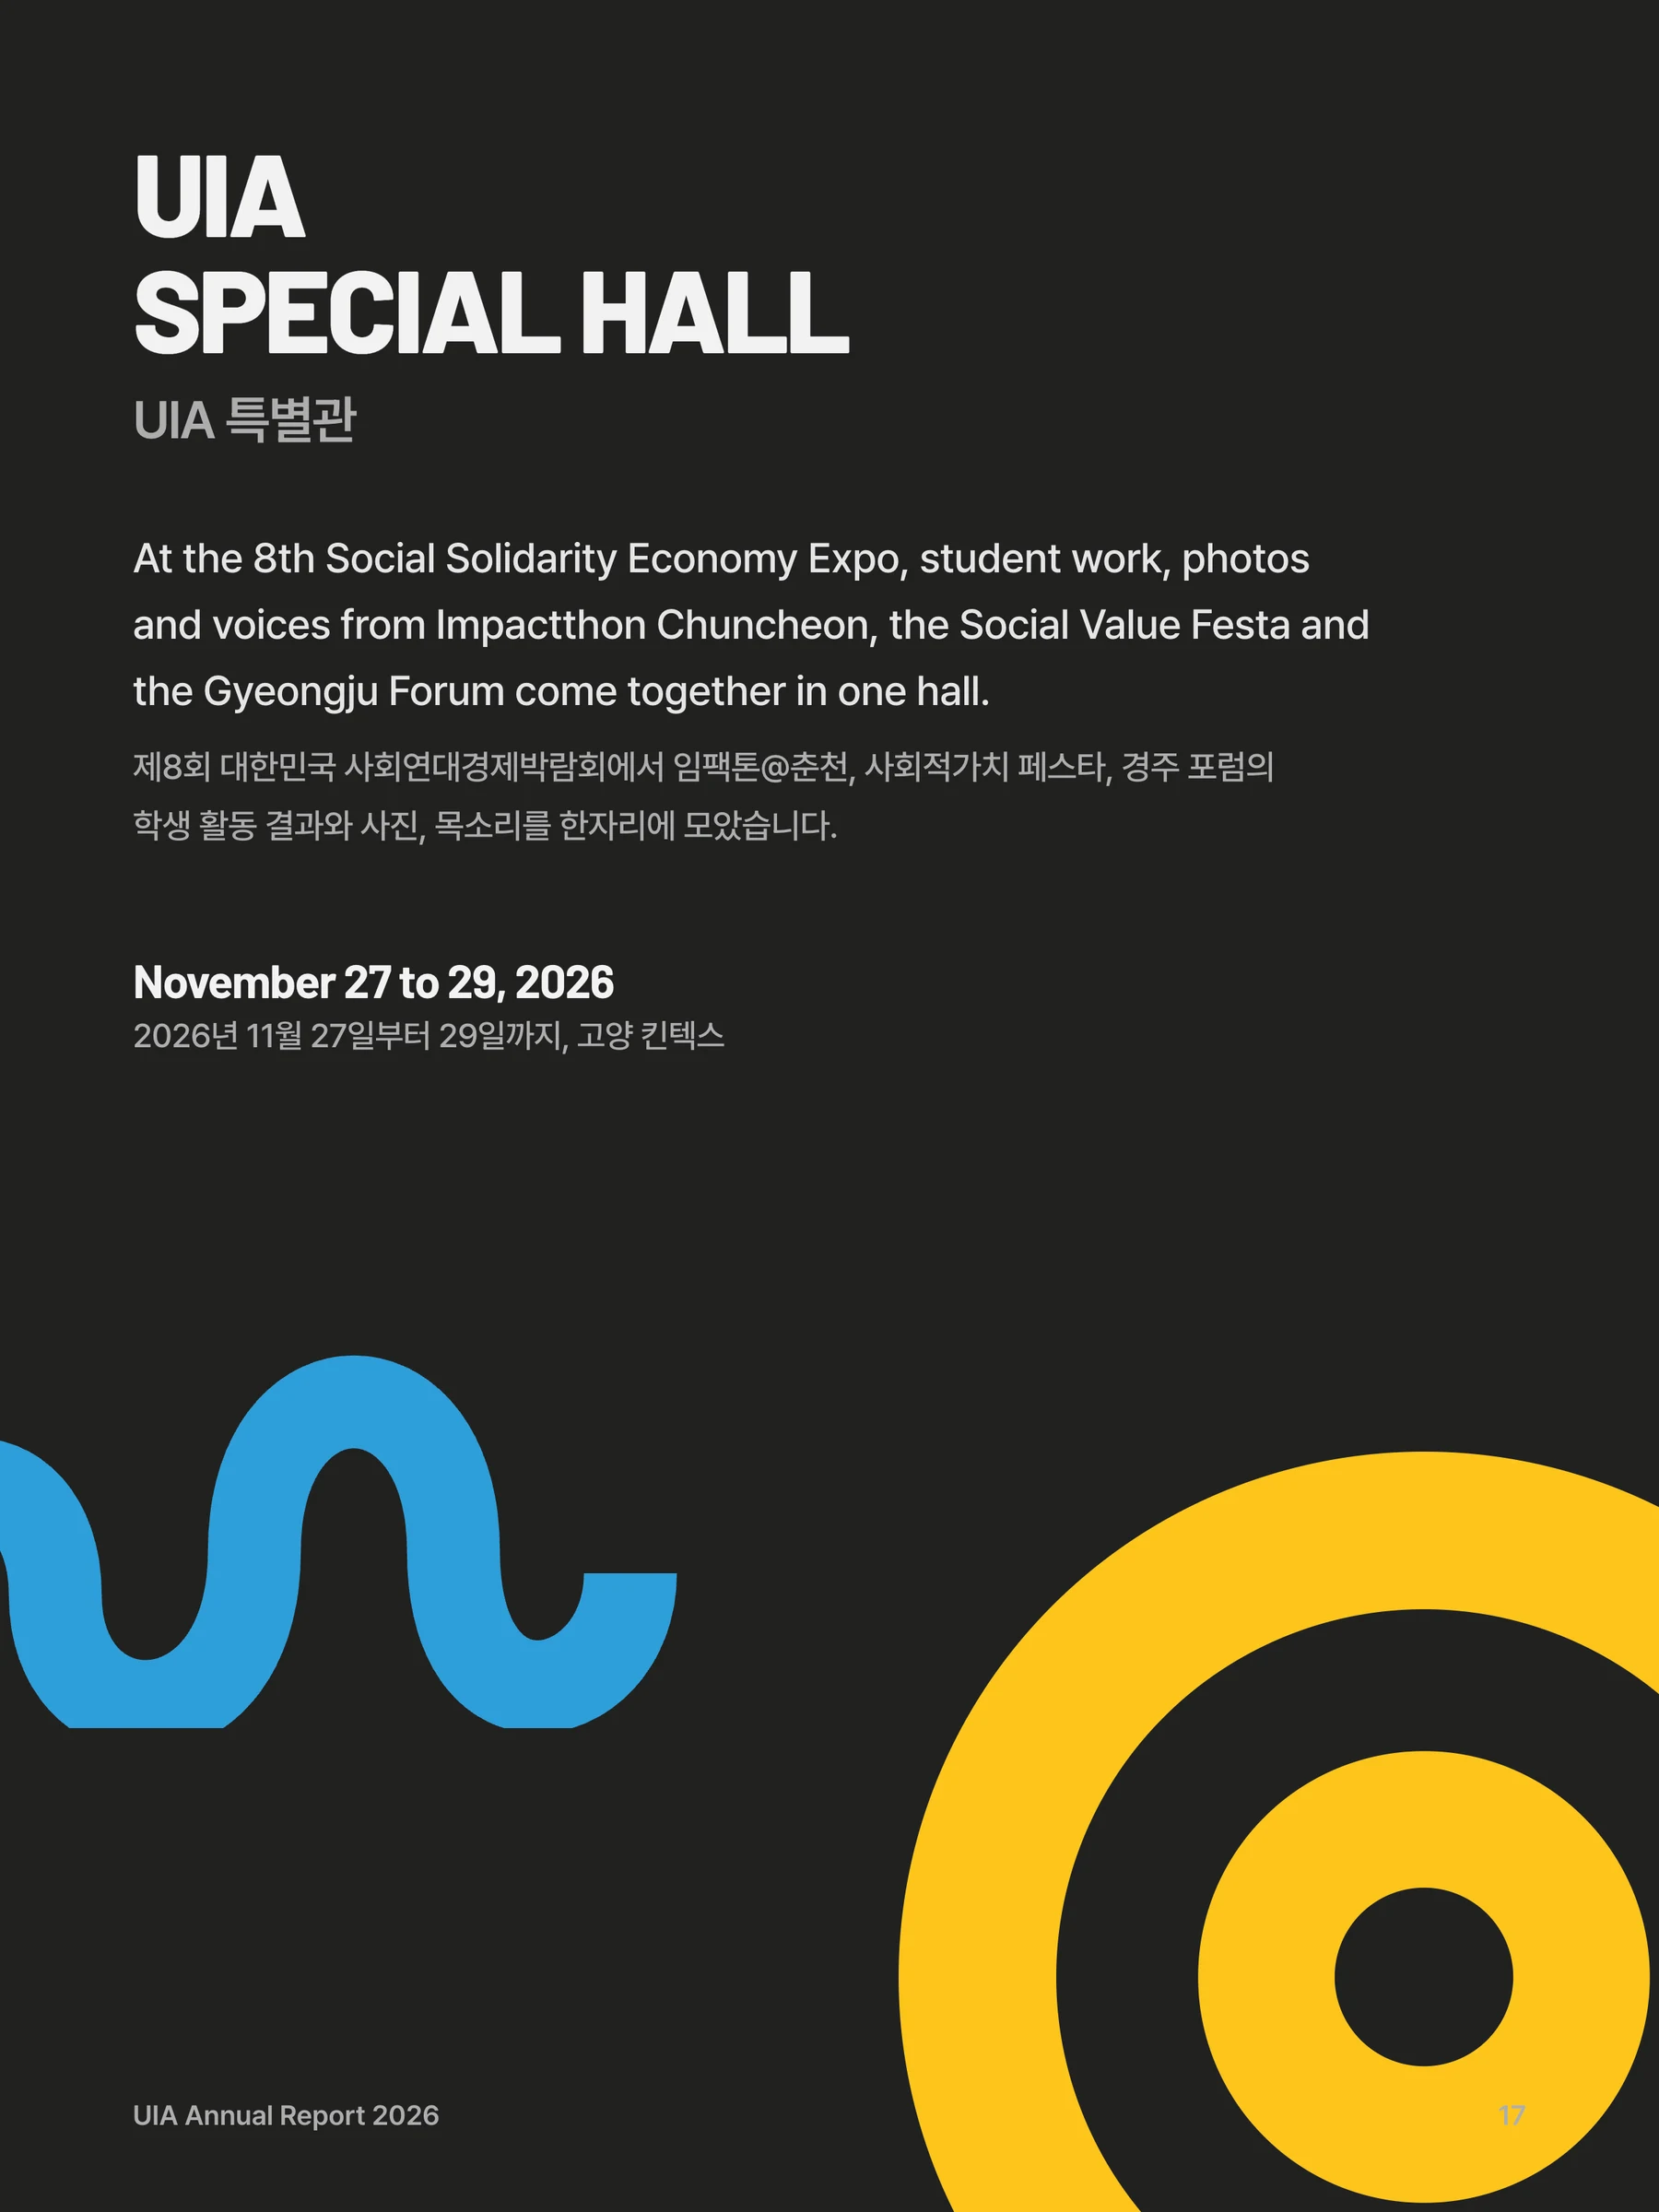 UIA
SPECIAL HALL
UIA 특별관
At the 8th Social Solidarity Economy Expo, student work, photos
and voices from Impactthon Chuncheon, the Social Value Festa and
the Gyeongju Forum come together in one hall.
제8회 대한민국 사회연대경제박람회에서 임팩톤@춘천, 사회적가치 페스타, 경주 포럼의
학생 활동 결과와 사진, 목소리를 한자리에 모았습니다.
November 27 to 29, 2026
2026년 11월 27일부터 29일까지, 고양 킨텍스
UIA Annual Report 2026
17